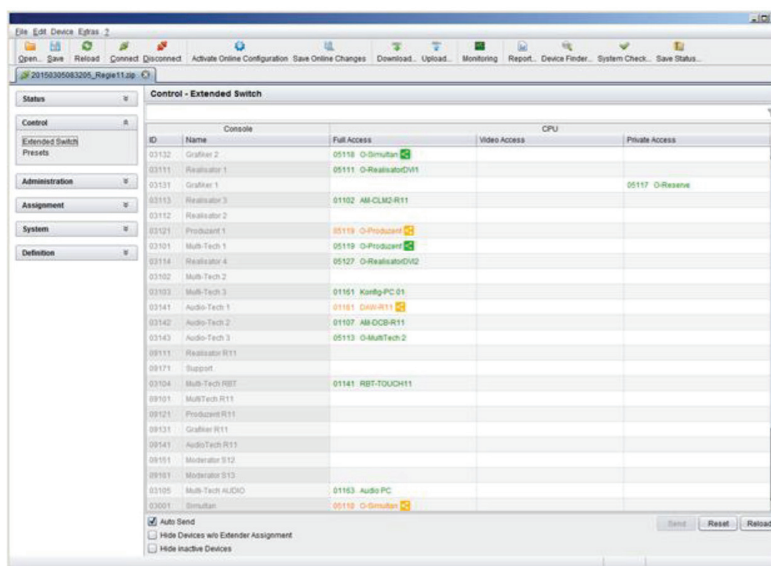 File Edit Device Extras ?
Open... Save Reload Connect Disconnect Activate Online Configuration Save Online Changes Download... Upload... Monitoring Report... Device Finder... System Check... Save Status...
20150305083205_Regie11.zip
Status
Control
Extended Switch
Presets
Administration
Assignment
System
Definition
Control - Extended Switch
Console CPU
ID Name Full Access Video Access Private Access
03132 Grafiker 2 05118 O-Simultan
03111 Realisator 1 05111 O-RealisatorDVI1
03131 Grafiker 1 05117 O-Reserve
03113 Realisator 3 01102 AM-CLM2-R11
03112 Realisator 2
03121 Produzent 1 05119 O-Produzent
03101 Multi-Tech 1 05119 O-Produzent
03114 Realisator 4 05127 O-RealisatorDVI2
03102 Multi-Tech 2
03103 Multi-Tech 3 01161 Konfig-PC 01
03141 Audio-Tech 1 01181 DAW-R11
03142 Audio-Tech 2 01107 AM-DCB-R11
03143 Audio-Tech 3 05113 O-MultiTech 2
09111 Realisator R11
09171 Support
03104 Multi-Tech RBT 01141 RBT-TOUCH11
09101 MultiTech R11
09121 Produzent R11
09131 Grafiker R11
09141 AudioTech R11
09151 Moderator S12
09161 Moderator S13
03105 Multi-Tech AUDIO 01163 Audio PC
03001 Simultan 05118 O-Simultan
Auto Send
Send Reset Reload
Hide Devices w/o Extender Assignment
Hide inactive Devices